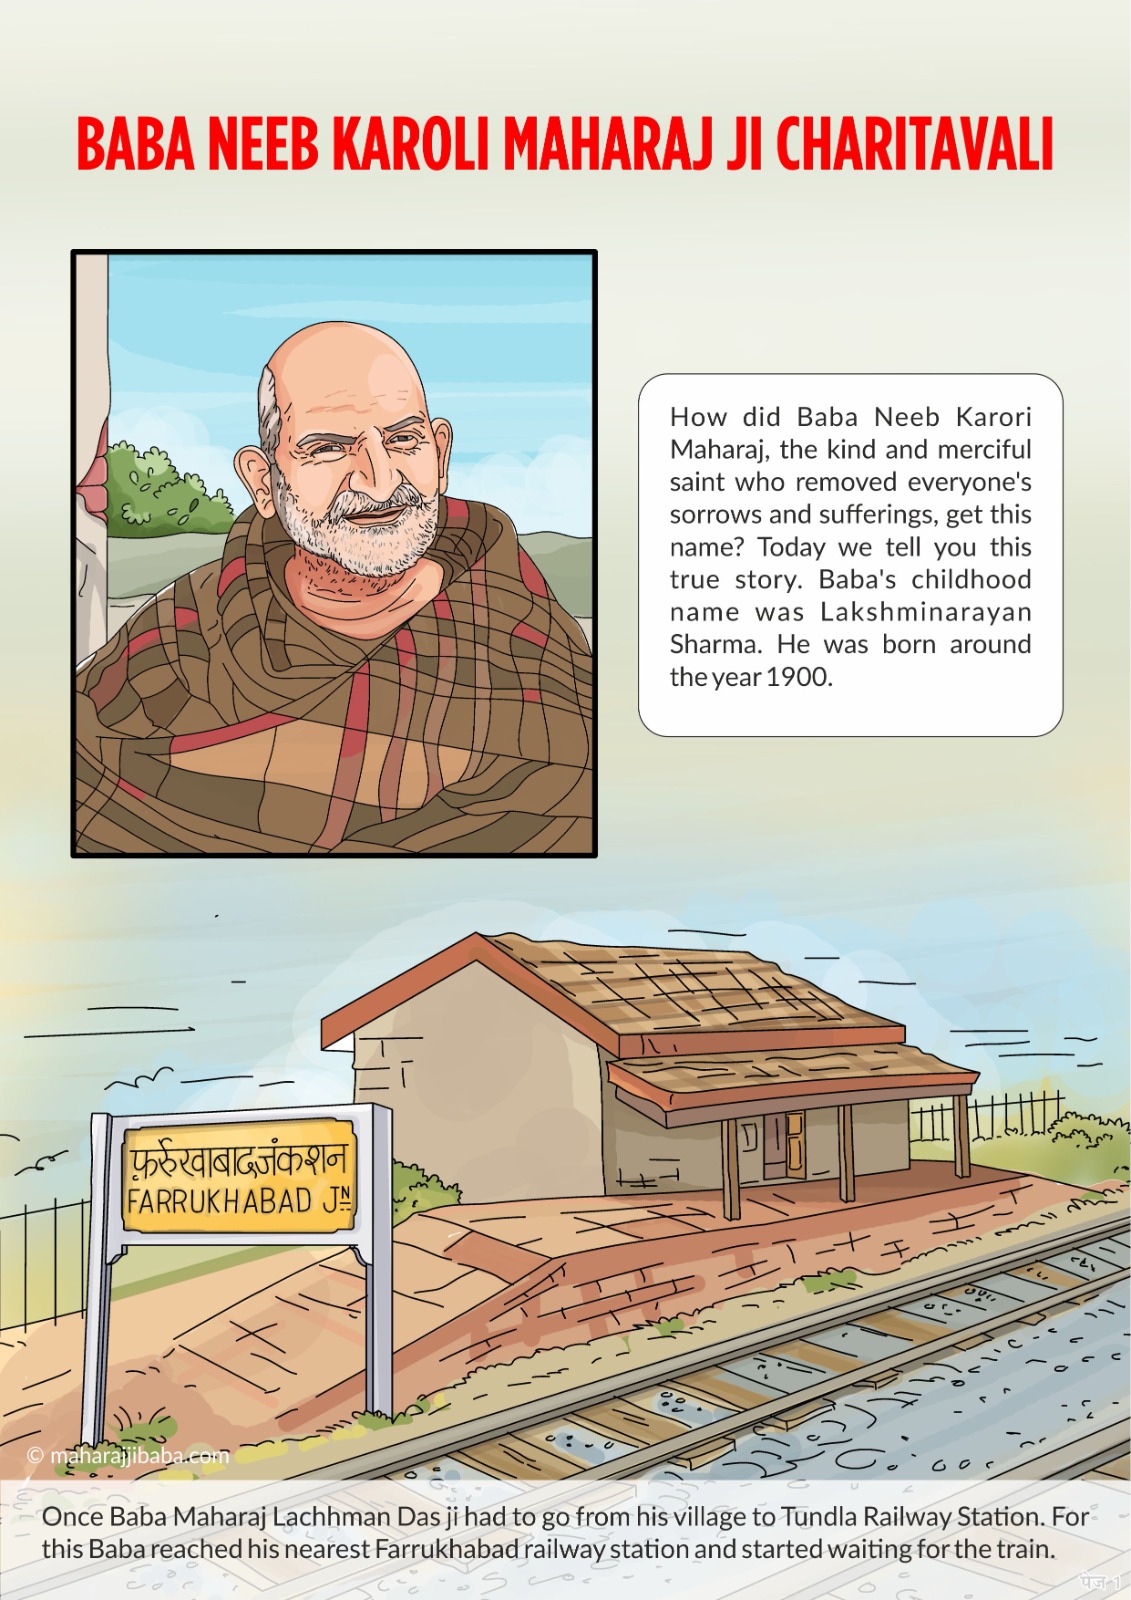 BABA NEEB KAROLI MAHARAJ JI CHARITAVALI
How did Baba Neeb Karori
Maharaj, the kind and merciful
saint who removed everyone's
sorrows and sufferings, get this
name? Today we tell you this
true story. Baba's childhood
name was Lakshminarayan
Sharma. He was born around
the year 1900.
फ़र्रुखाबाद जंकशन
FARRUKHABAD JN
© maharajjibaba.com
Once Baba Maharaj Lachhman Das ji had to go from his village to Tundla Railway Station. For
this Baba reached his nearest Farrukhabad railway station and started waiting for the train.
पेज 1